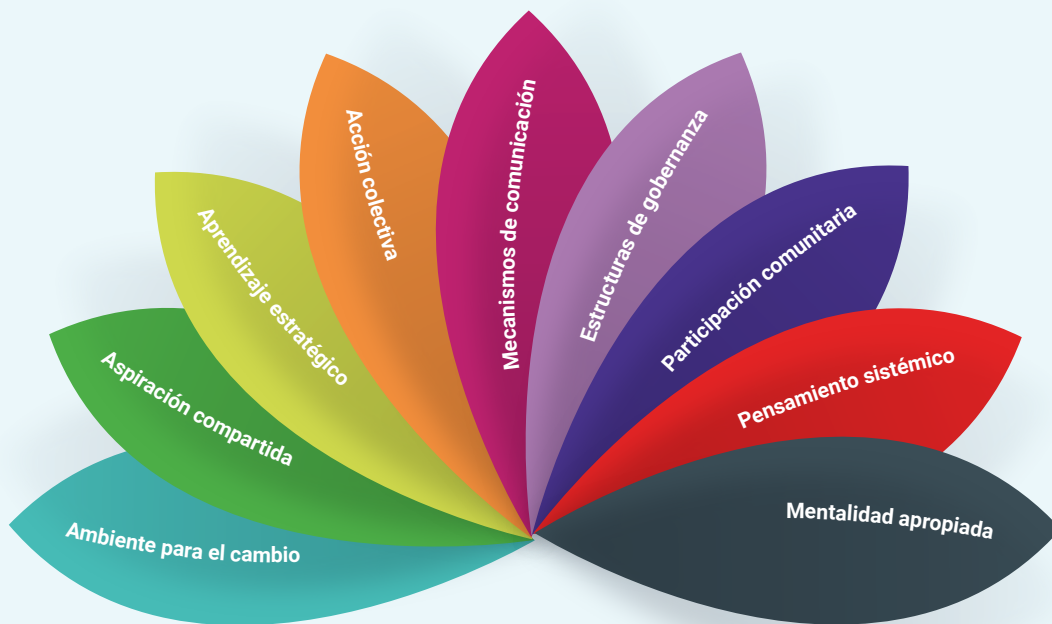 Ambiente para el cambio
Aspiración compartida
Aprendizaje estratégico
Acción colectiva
Mecanismos de comunicación
Estructuras de gobernanza
Participación comunitaria
Pensamiento sistémico
Mentalidad apropiada